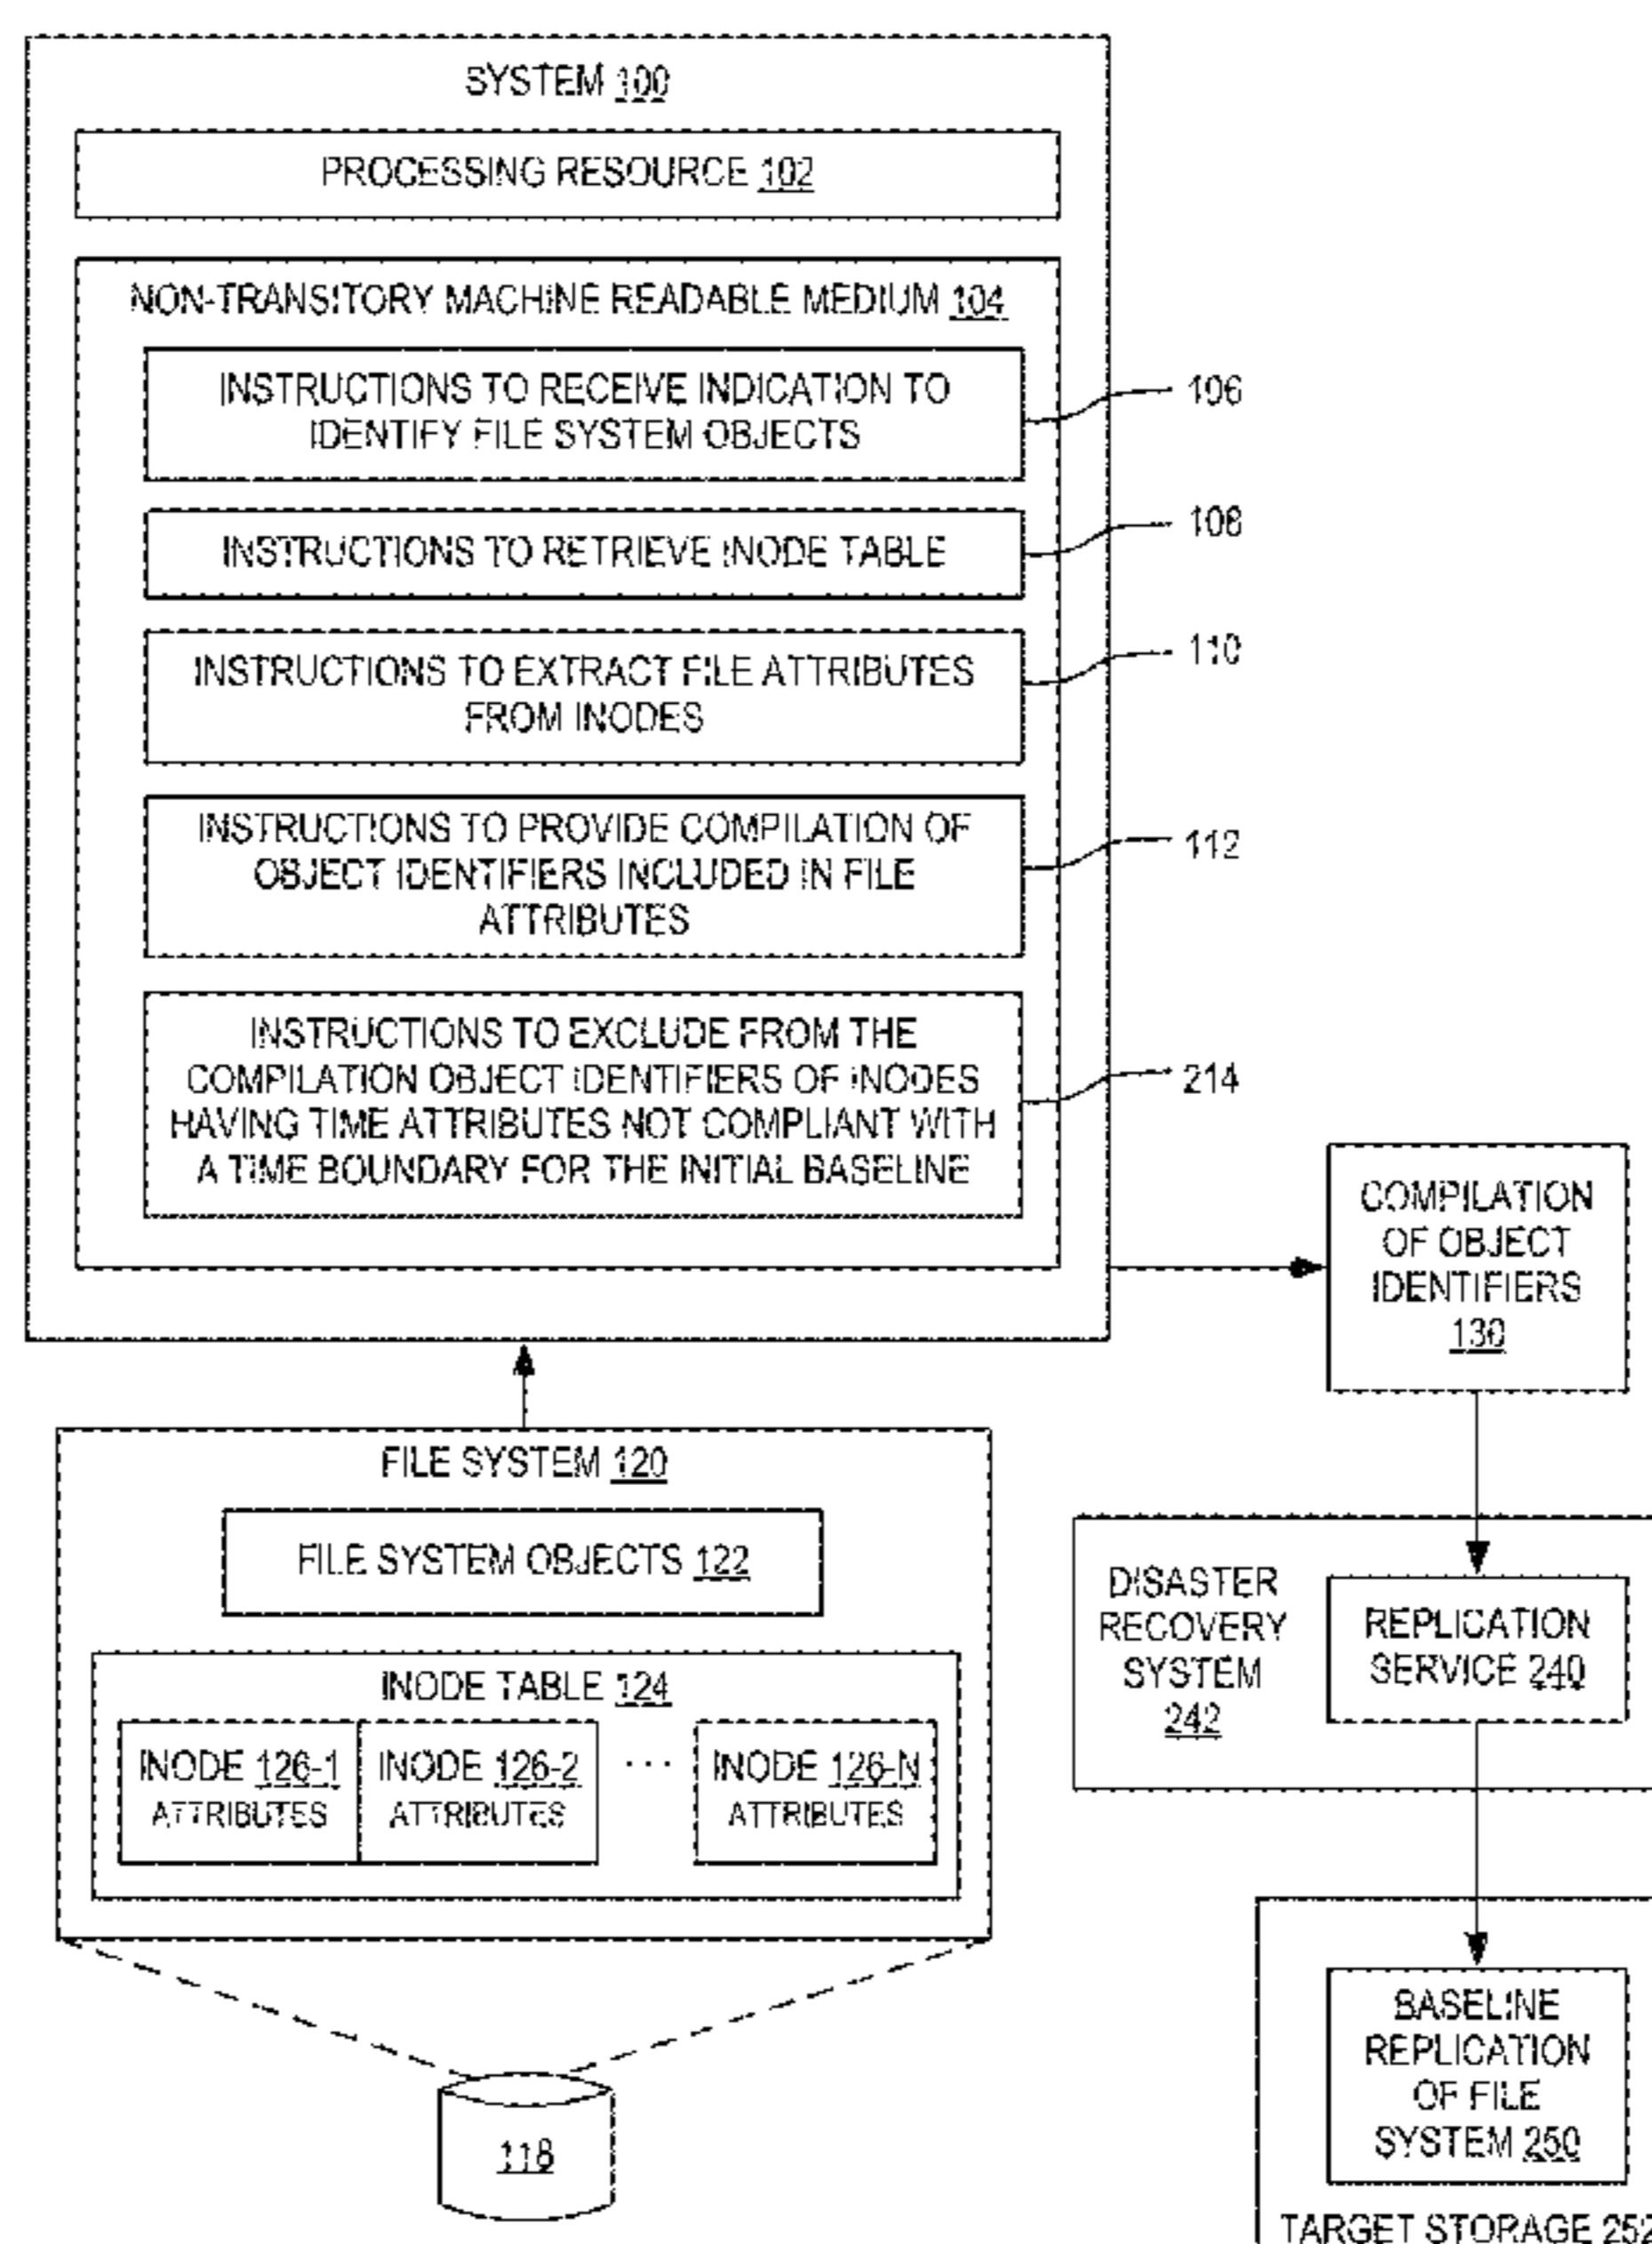 SYSTEM 100
PROCESSING RESOURCE 102
NON-TRANSITORY MACHINE READABLE MEDIUM 104
INSTRUCTIONS TO RECEIVE INDICATION TO
IDENTIFY FILE SYSTEM OBJECTS
106
INSTRUCTIONS TO RETRIEVE INODE TABLE
108
INSTRUCTIONS TO EXTRACT FILE ATTRIBUTES
FROM INODES
110
INSTRUCTIONS TO PROVIDE COMPILATION OF
OBJECT IDENTIFIERS INCLUDED IN FILE
ATTRIBUTES
112
INSTRUCTIONS TO EXCLUDE FROM THE
COMPILATION OBJECT IDENTIFIERS OF INODES
HAVING TIME ATTRIBUTES NOT COMPLIANT WITH
A TIME BOUNDARY FOR THE INITIAL BASELINE
214
COMPILATION
OF OBJECT
IDENTIFIERS
130
FILE SYSTEM 120
FILE SYSTEM OBJECTS 122
INODE TABLE 124
INODE 126-1
ATTRIBUTES
INODE 126-2
ATTRIBUTES
...
INODE 126-N
ATTRIBUTES
118
DISASTER
RECOVERY
SYSTEM
242
REPLICATION
SERVICE 240
BASELINE
REPLICATION
OF FILE
SYSTEM 250
TARGET STORAGE 252